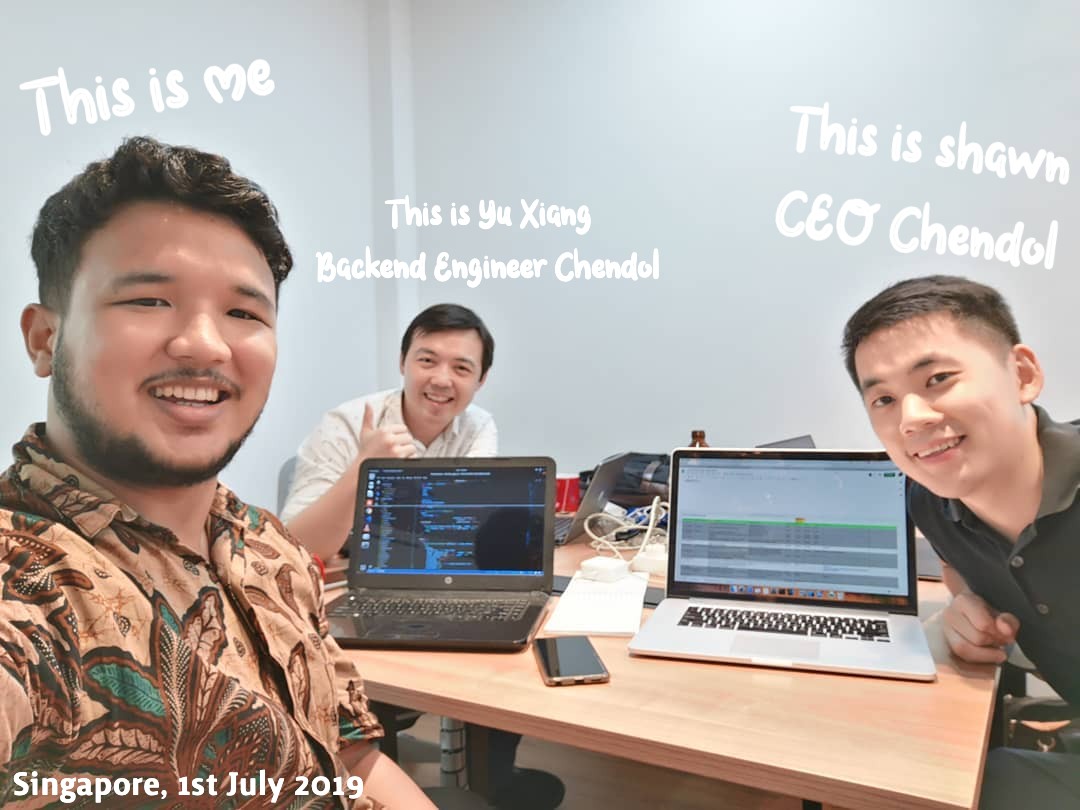 This is me
This is Yu Xiang
Backend Engineer Chendol
This is shawn
CEO Chendol
hp
Singapore, 1st July 2019